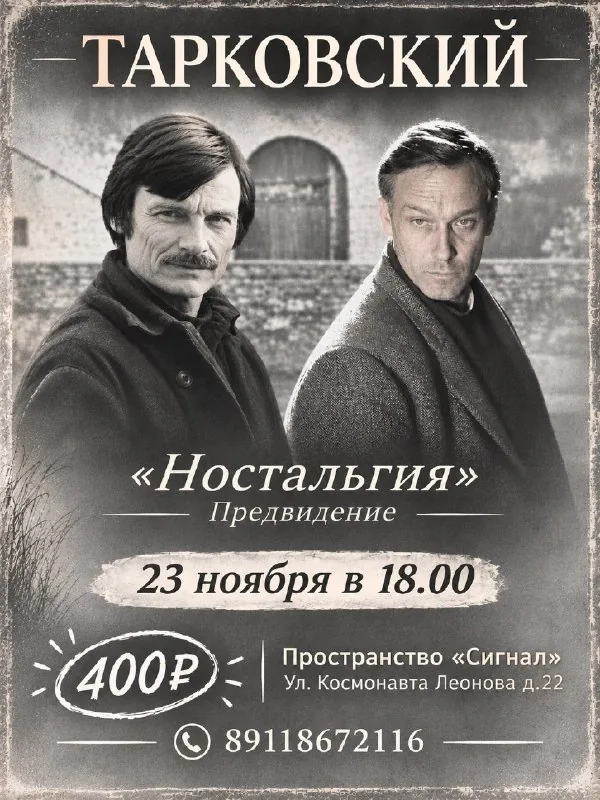 ТАРКОВСКИЙ
«Ностальгия»
Предвидение
23 ноября в 18.00
400₽
Пространство «Сигнал»
Ул. Космонавта Леонова д.22
89118672116